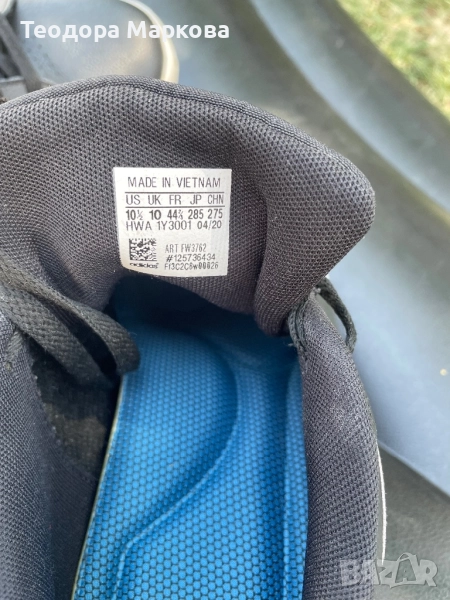 Теодора Маркова
MADE IN VIETNAM
US UK FR JP CHN
10½ 10 44⅔ 285 275
HWA 1Y3001 04/20
ART FW3762
#125736434
adidas
BAZAR